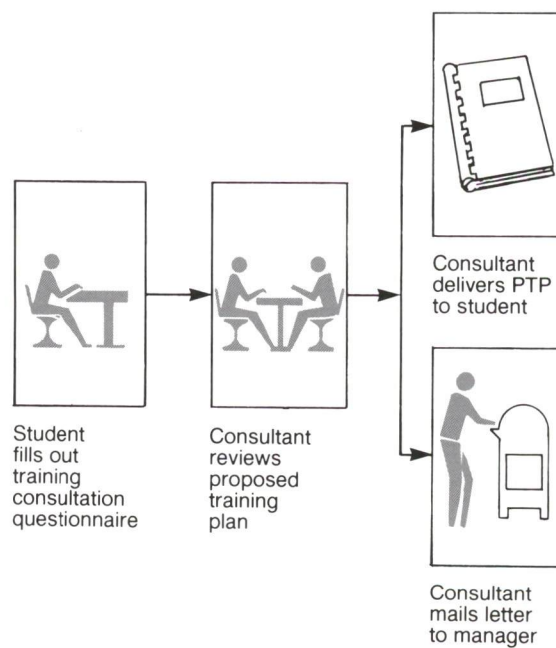 Student
fills out
training
consultation
questionnaire
Consultant
reviews
proposed
training
plan
Consultant
delivers PTP
to student
Consultant
mails letter
to manager